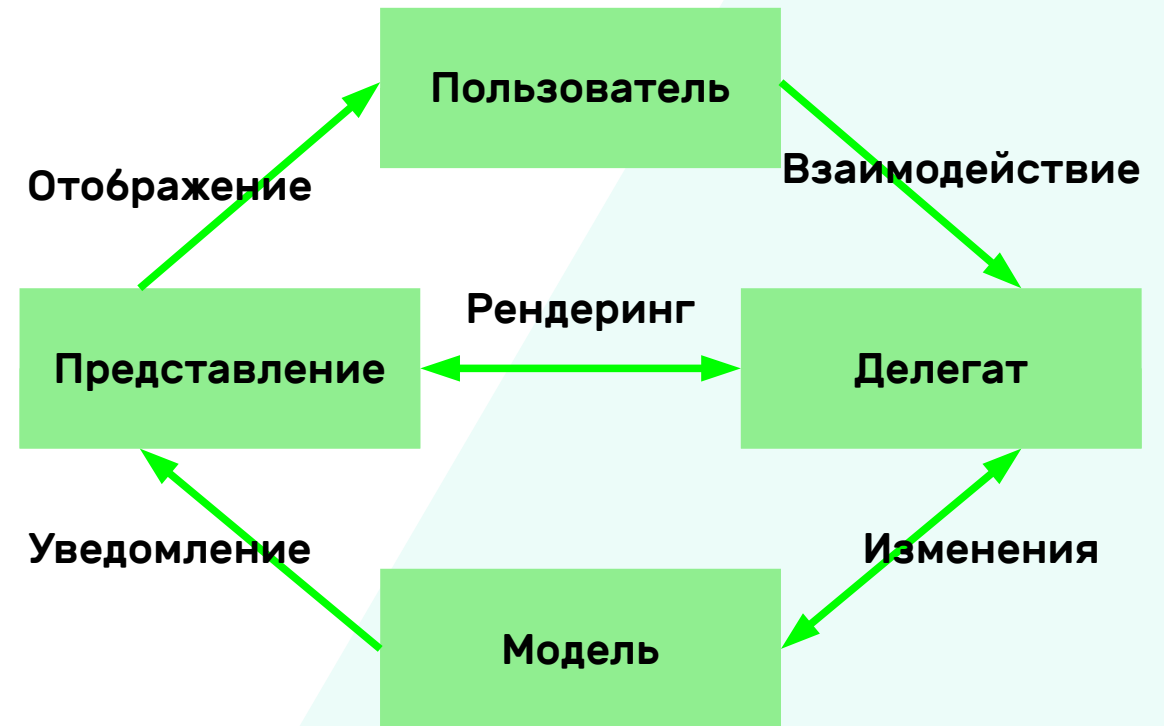 Пользователь
Взаимодействие
Отображение
Рендеринг
Представление
Делегат
Уведомление
Изменения
Модель